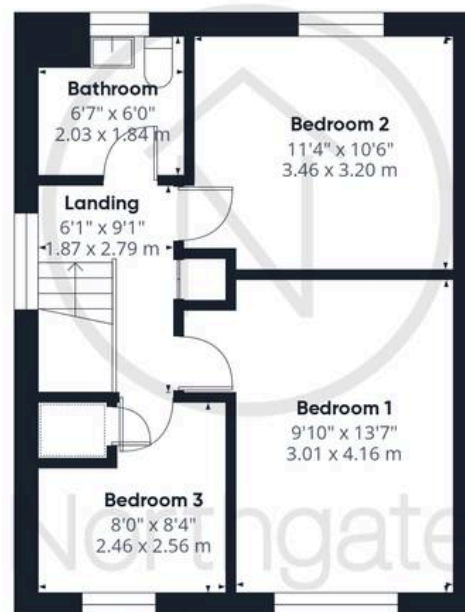 Bathroom
6'7" x 6'0"
2.03 x 1.84 m
Bedroom 2
11'4" x 10'6"
3.46 x 3.20 m
Landing
6'1" x 9'1"
1.87 x 2.79 m
Bedroom 1
9'10" x 13'7"
3.01 x 4.16 m
Bedroom 3
8'0" x 8'4"
2.46 x 2.56 m
Northgate